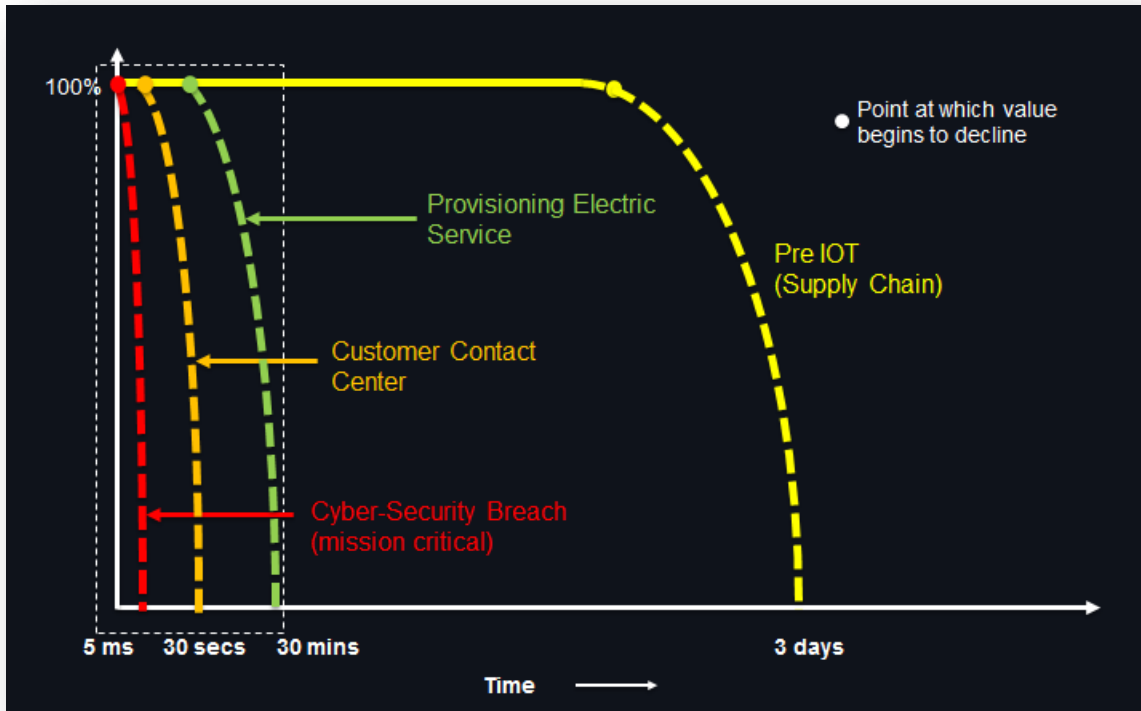 100%
Point at which value
begins to decline
Provisioning Electric
Service
Pre IOT
(Supply Chain)
Customer Contact
Center
Cyber-Security Breach
(mission critical)
5 ms
30 secs
30 mins
3 days
Time